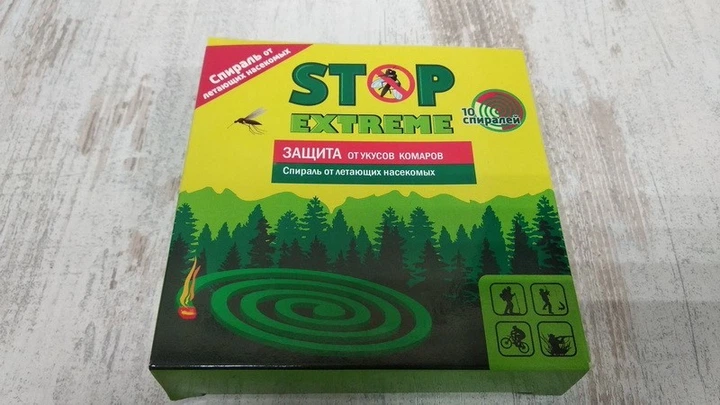 Спираль от
летающих насекомых
STOP
EXTREME
10
спиралей
ЗАЩИТА ОТ УКУСОВ КОМАРОВ
Спираль от летающих насекомых